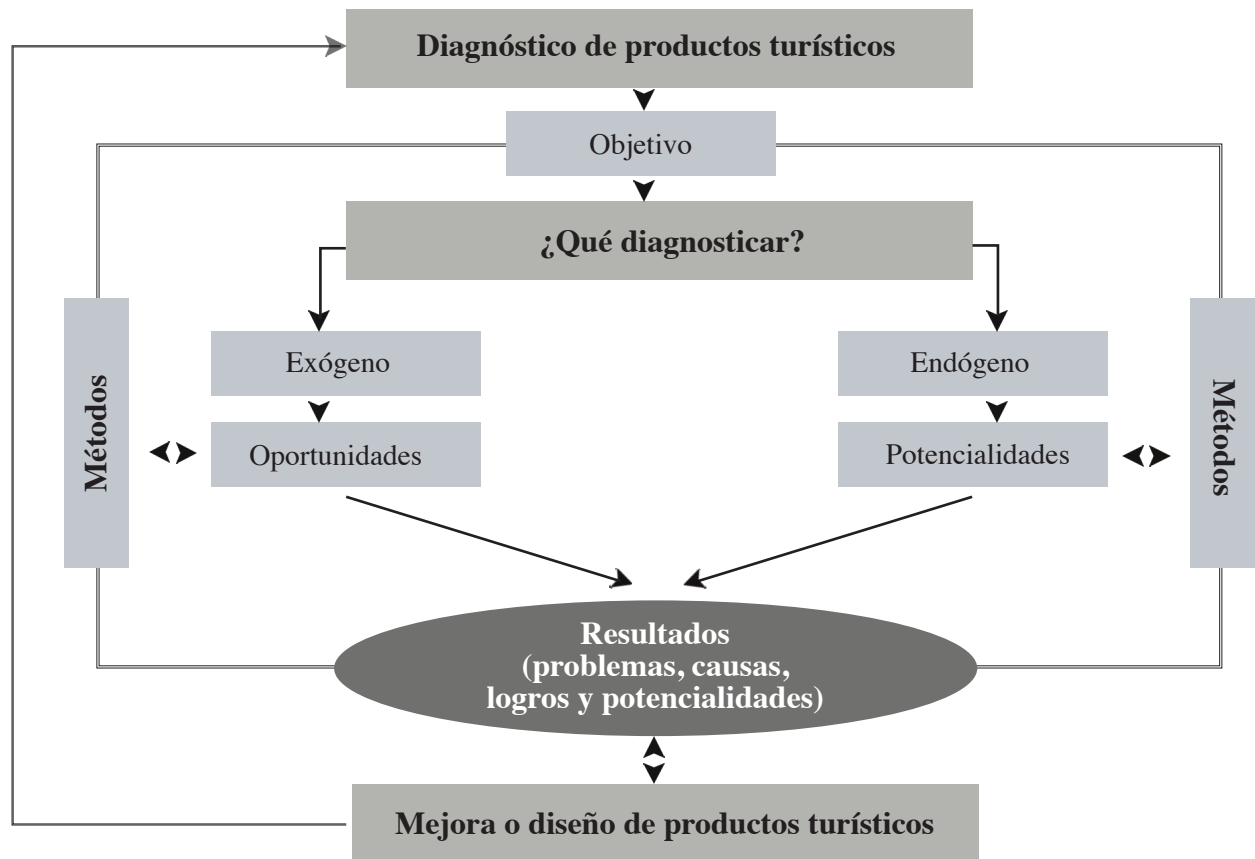 Diagnóstico de productos turísticos
Objetivo
¿Qué diagnosticar?
Exógeno
Endógeno
Métodos
Oportunidades
Potencialidades
Métodos
Resultados
(problemas, causas,
logros y potencialidades)
Mejora o diseño de productos turísticos